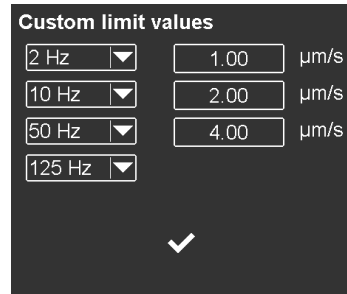 Custom limit values
2 Hz 1.00 µm/s
10 Hz 2.00 µm/s
50 Hz 4.00 µm/s
125 Hz